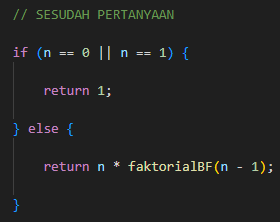 // SESUDAH PERTANYAAN
if (n == 0 || n == 1) {
return 1;
} else {
return n * faktorialBF(n - 1);
}